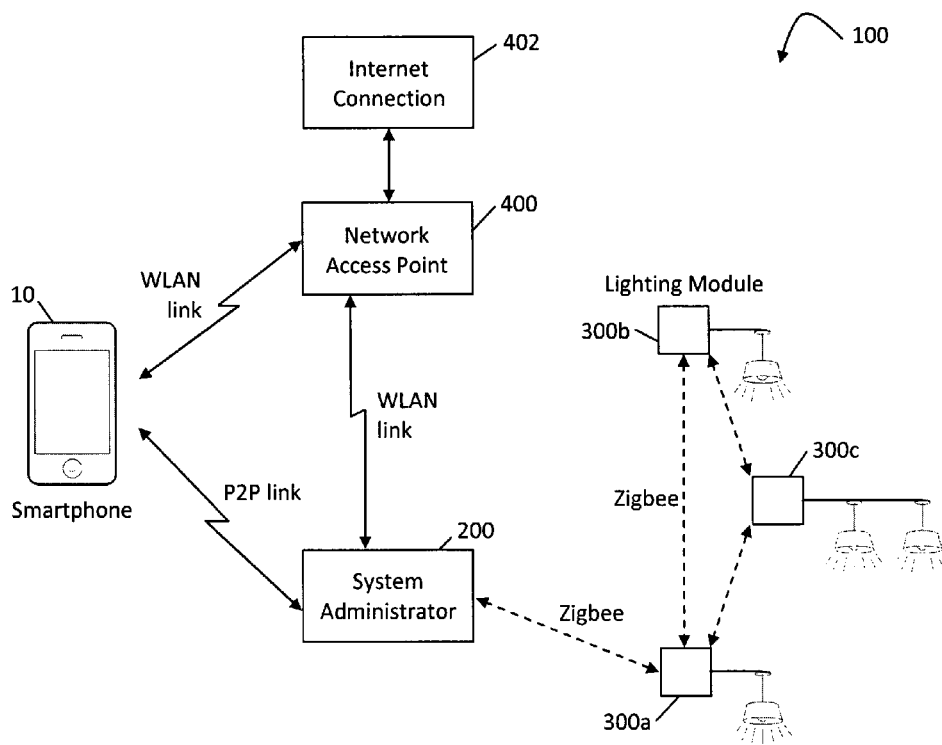 402
100
Internet
Connection
400
Network
Access Point
WLAN
link
10
Lighting Module
300b
WLAN
link
300c
P2P link
Smartphone
Zigbee
200
System
Administrator
Zigbee
300a